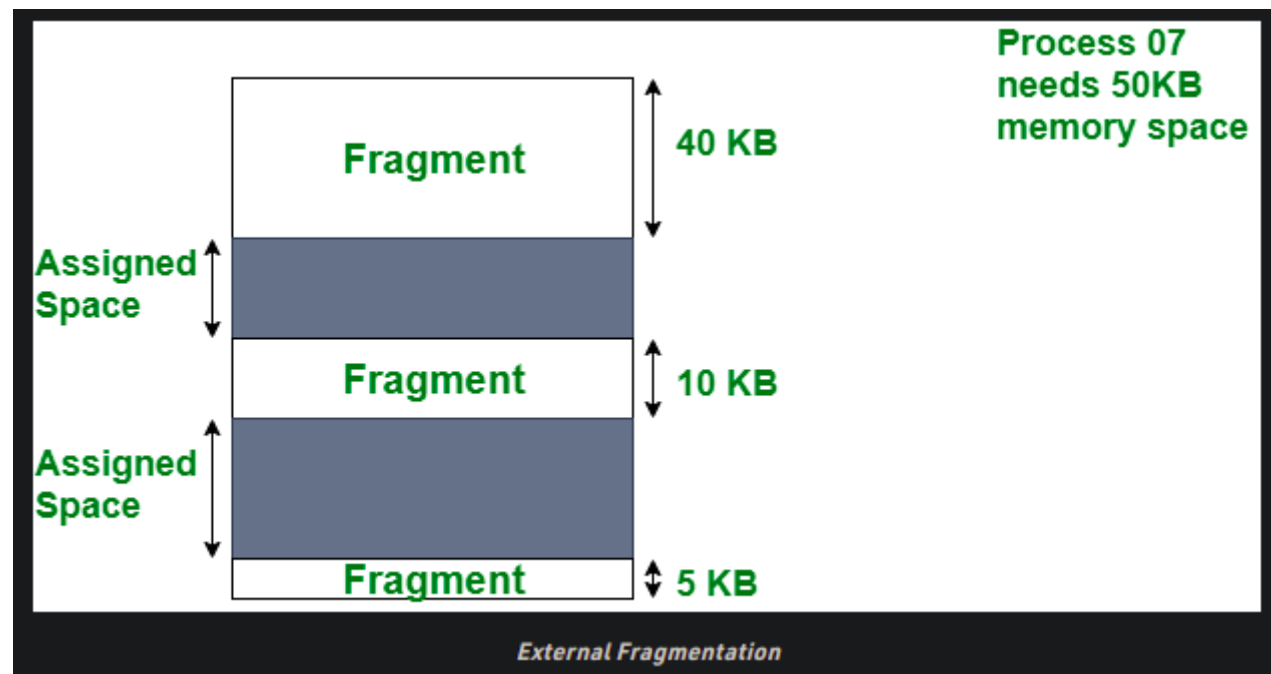 Process 07
needs 50KB
memory space
Fragment
40 KB
Assigned
Space
Fragment
10 KB
Assigned
Space
Fragment
5 KB
External Fragmentation